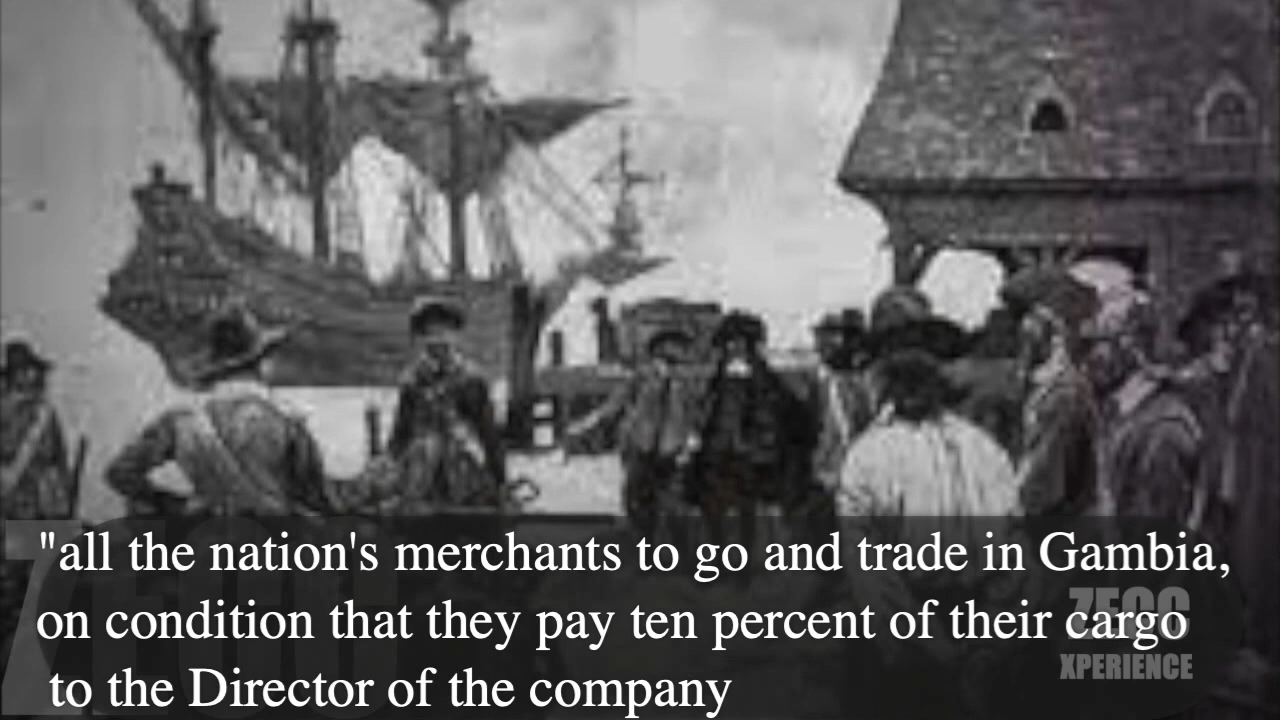 "all the nation's merchants to go and trade in Gambia,
on condition that they pay ten percent of their cargo
to the Director of the company
ZEOC
XPERIENCE